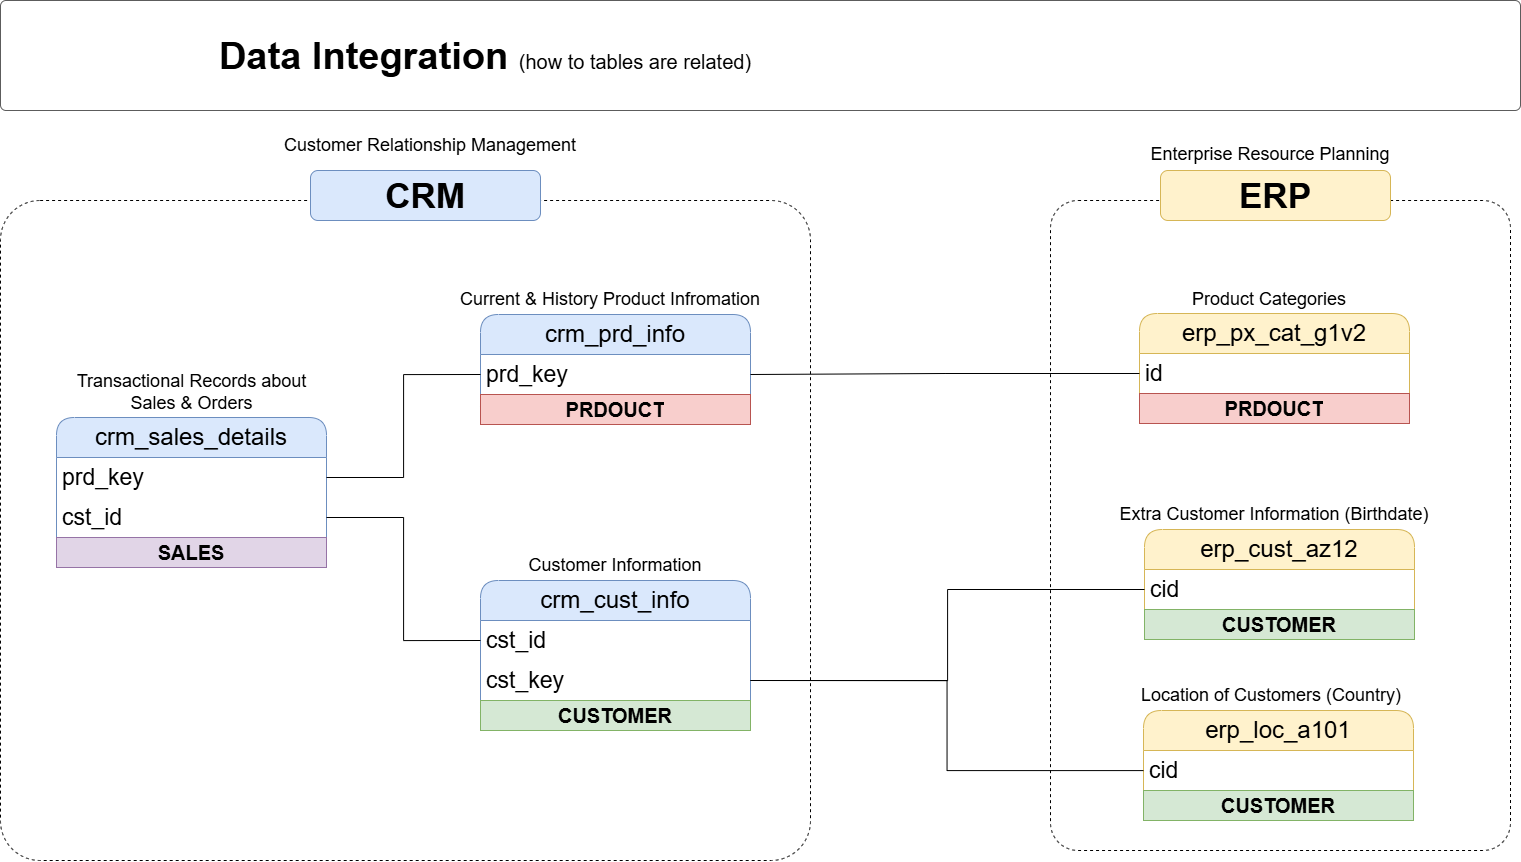 Data Integration (how to tables are related)
Customer Relationship Management
CRM
Enterprise Resource Planning
ERP
Transactional Records about
Sales & Orders
crm_sales_details
prd_key
cst_id
SALES
Current & History Product Infromation
crm_prd_info
prd_key
PRDOUCT
Customer Information
crm_cust_info
cst_id
cst_key
CUSTOMER
Product Categories
erp_px_cat_g1v2
id
PRDOUCT
Extra Customer Information (Birthdate)
erp_cust_az12
cid
CUSTOMER
Location of Customers (Country)
erp_loc_a101
cid
CUSTOMER